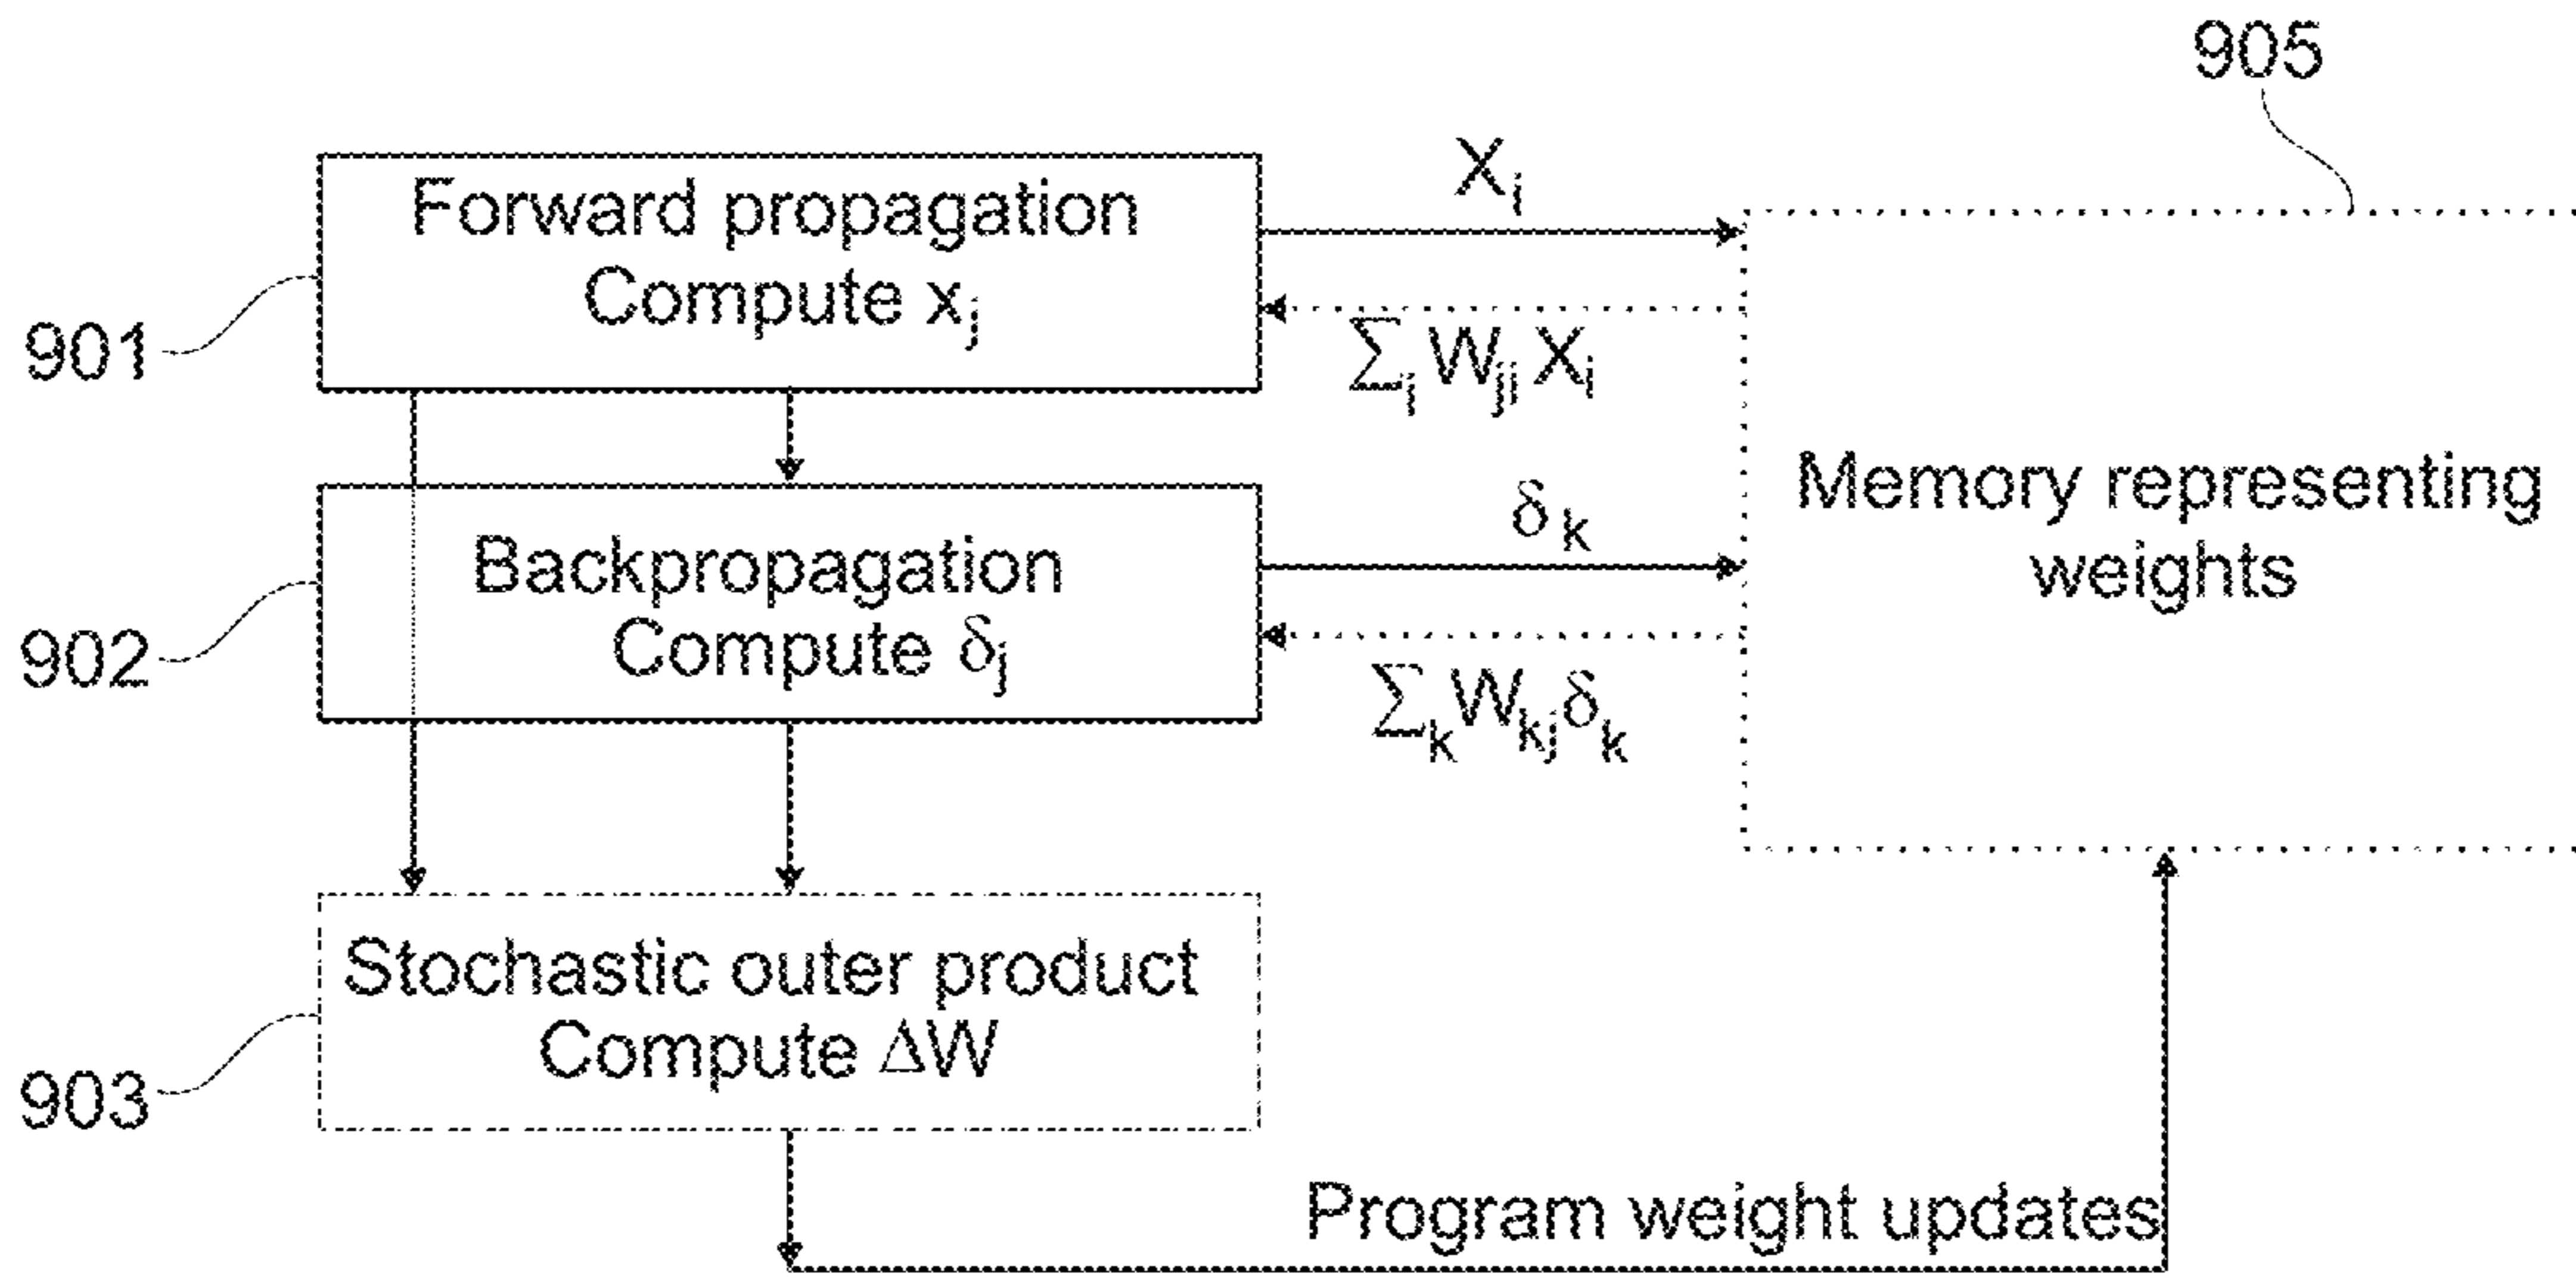 905
Forward propagation
Compute xⱼ
901
Xᵢ
∑ᵢ Wⱼᵢ Xᵢ
Backpropagation
Compute δⱼ
902
δₖ
∑ₖ Wₖⱼ δₖ
Memory representing
weights
Stochastic outer product
Compute ΔW
903
Program weight updates